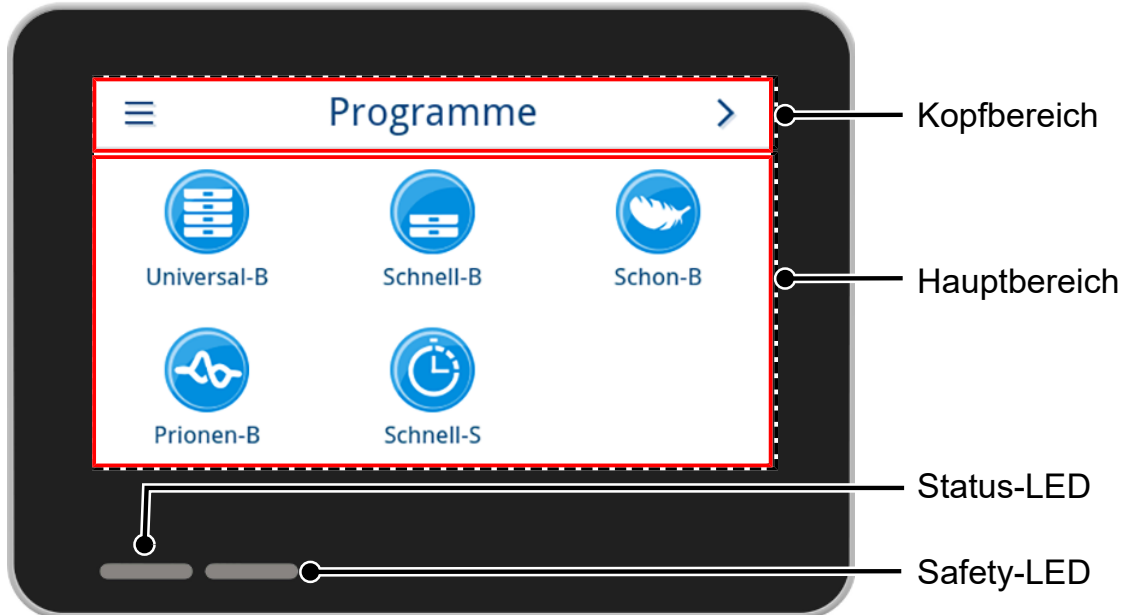 Programme
Kopfbereich
Universal-B
Schnell-B
Schon-B
Hauptbereich
Prionen-B
Schnell-S
Status-LED
Safety-LED